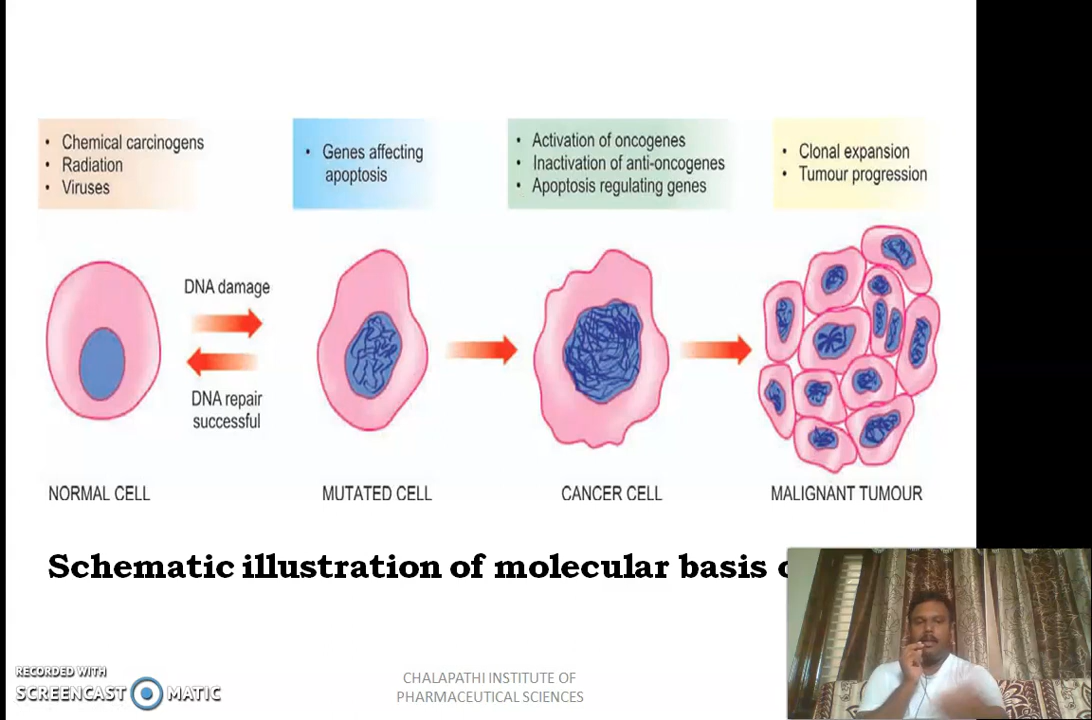 • Chemical carcinogens
• Radiation
• Viruses
• Genes affecting
apoptosis
• Activation of oncogenes
• Inactivation of anti-oncogenes
• Apoptosis regulating genes
• Clonal expansion
• Tumour progression
DNA damage
DNA repair
successful
NORMAL CELL
MUTATED CELL
CANCER CELL
MALIGNANT TUMOUR
Schematic illustration of molecular basis
RECORDED WITH
SCREENCAST MATIC
CHALAPATHI INSTITUTE OF
PHARMACEUTICAL SCIENCES